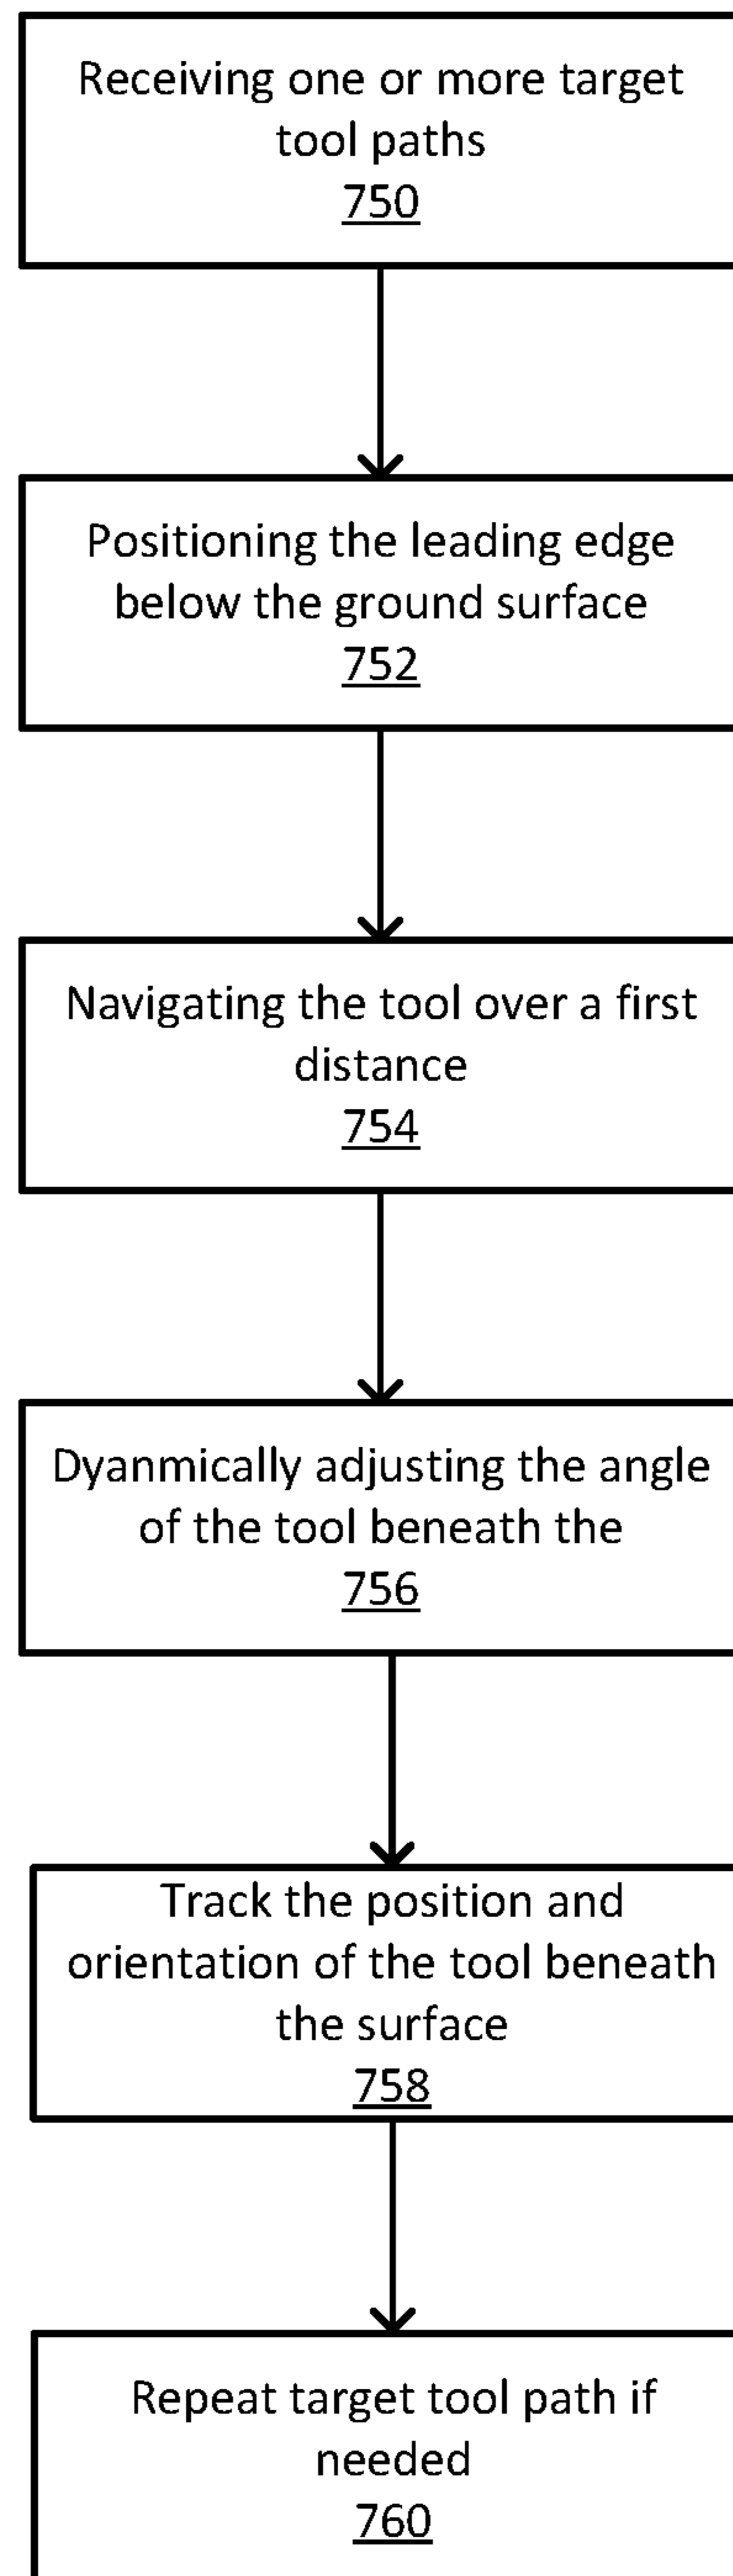 Receiving one or more target
tool paths
750
Positioning the leading edge
below the ground surface
752
Navigating the tool over a first
distance
754
Dyanmically adjusting the angle
of the tool beneath the
756
Track the position and
orientation of the tool beneath
the surface
758
Repeat target tool path if
needed
760